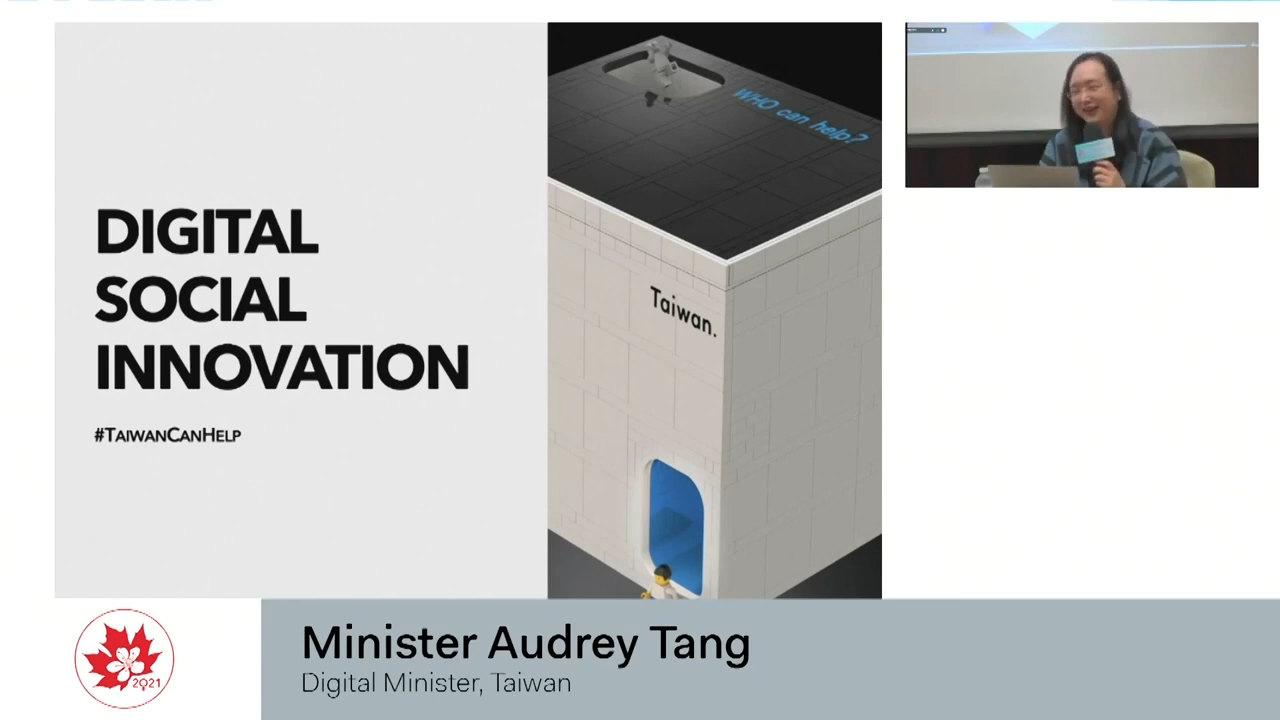 DIGITAL
SOCIAL
INNOVATION
#TAIWANCANHELP
WHO can help?
Taiwan.
2021
Minister Audrey Tang
Digital Minister, Taiwan